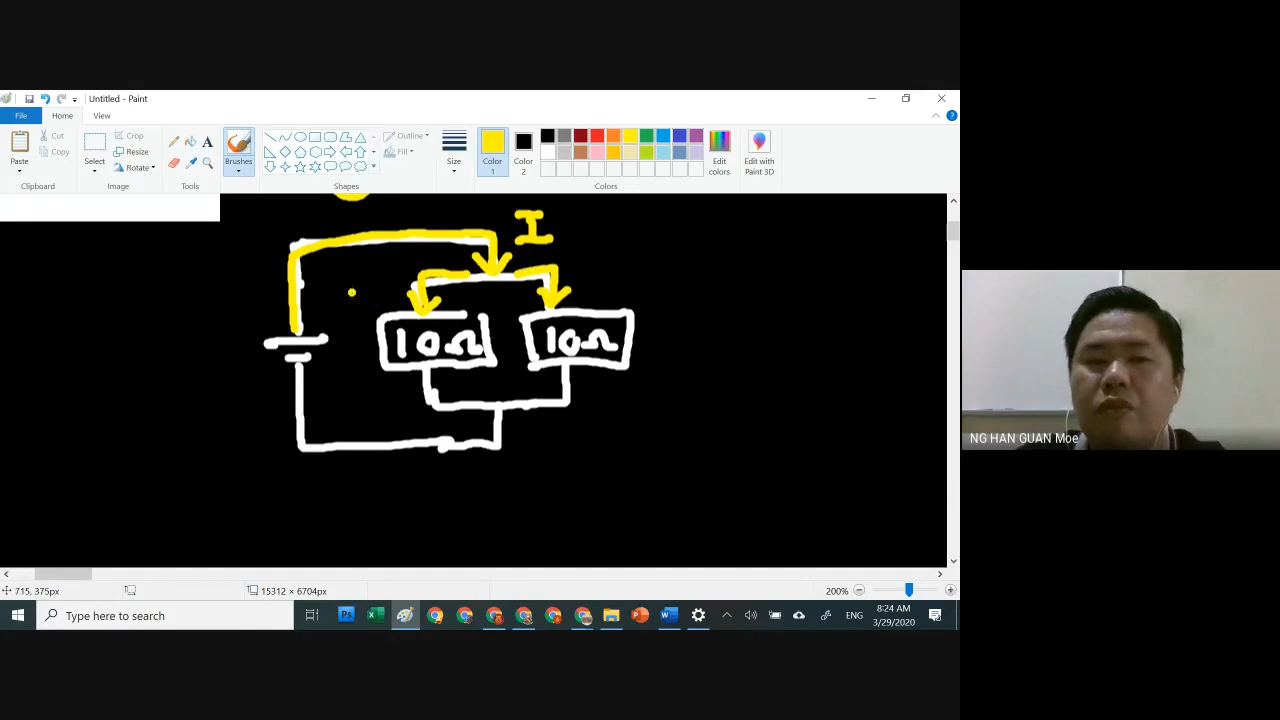 Untitled - Paint
File
Home
View
Paste
Cut
Copy
Clipboard
Select
Crop
Resize
Rotate
Image
Tools
Brushes
Shapes
Outline
Fill
Size
Color
1
Color
2
Colors
Edit
colors
Edit with
Paint 3D
I
10Ω
10Ω
NG HAN GUAN Moe
715, 375px
15312 × 6704px
200%
Type here to search
ENG
8:24 AM
3/29/2020